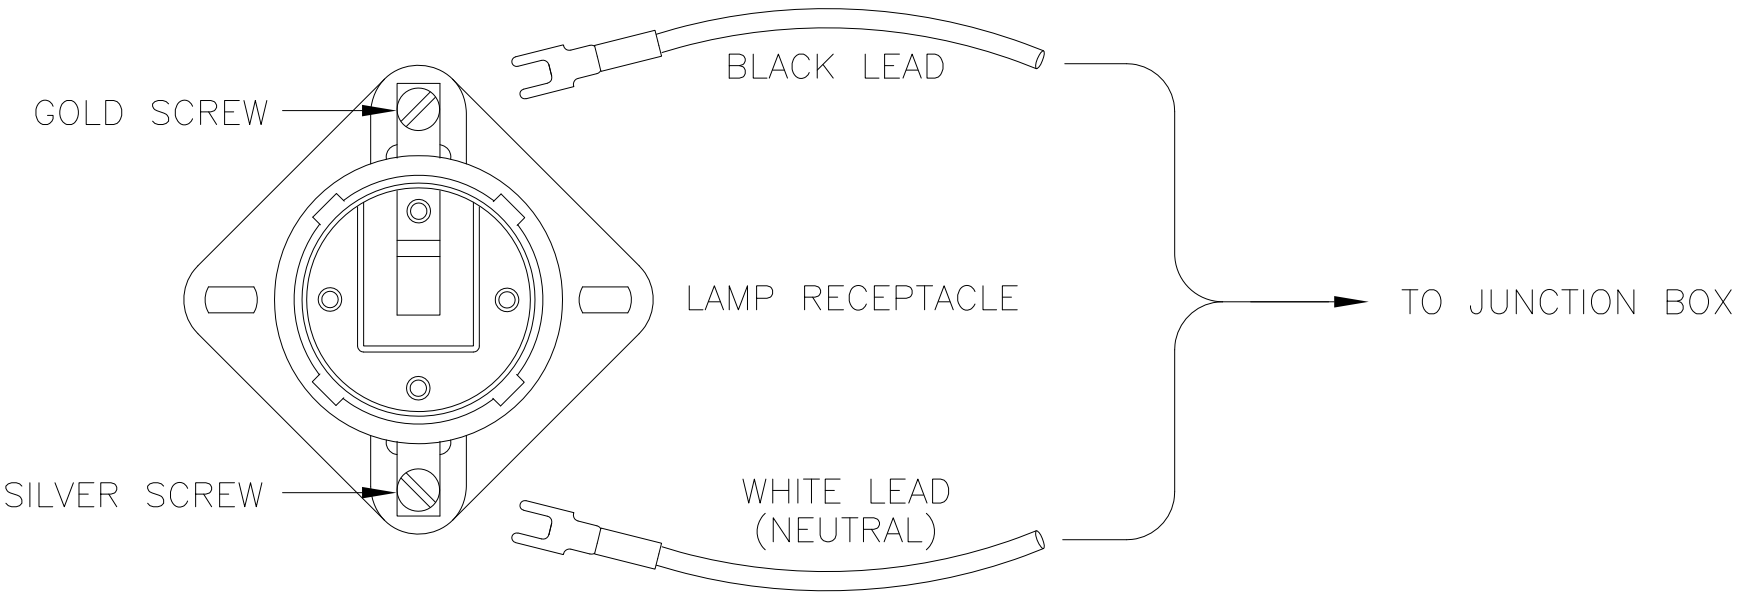 BLACK LEAD
GOLD SCREW
LAMP RECEPTACLE
TO JUNCTION BOX
SILVER SCREW
WHITE LEAD
(NEUTRAL)